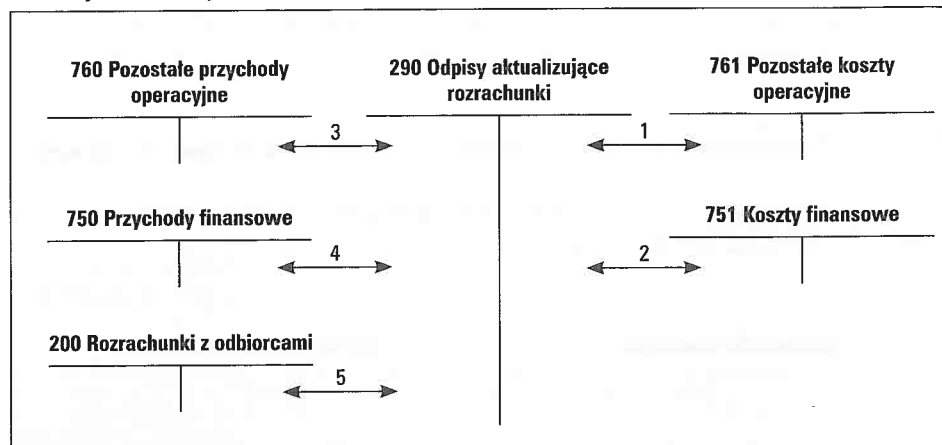 760 Pozostałe przychody
operacyjne
290 Odpisy aktualizujące
rozrachunki
761 Pozostałe koszty
operacyjne
3
1
750 Przychody finansowe
751 Koszty finansowe
4
2
200 Rozrachunki z odbiorcami
5